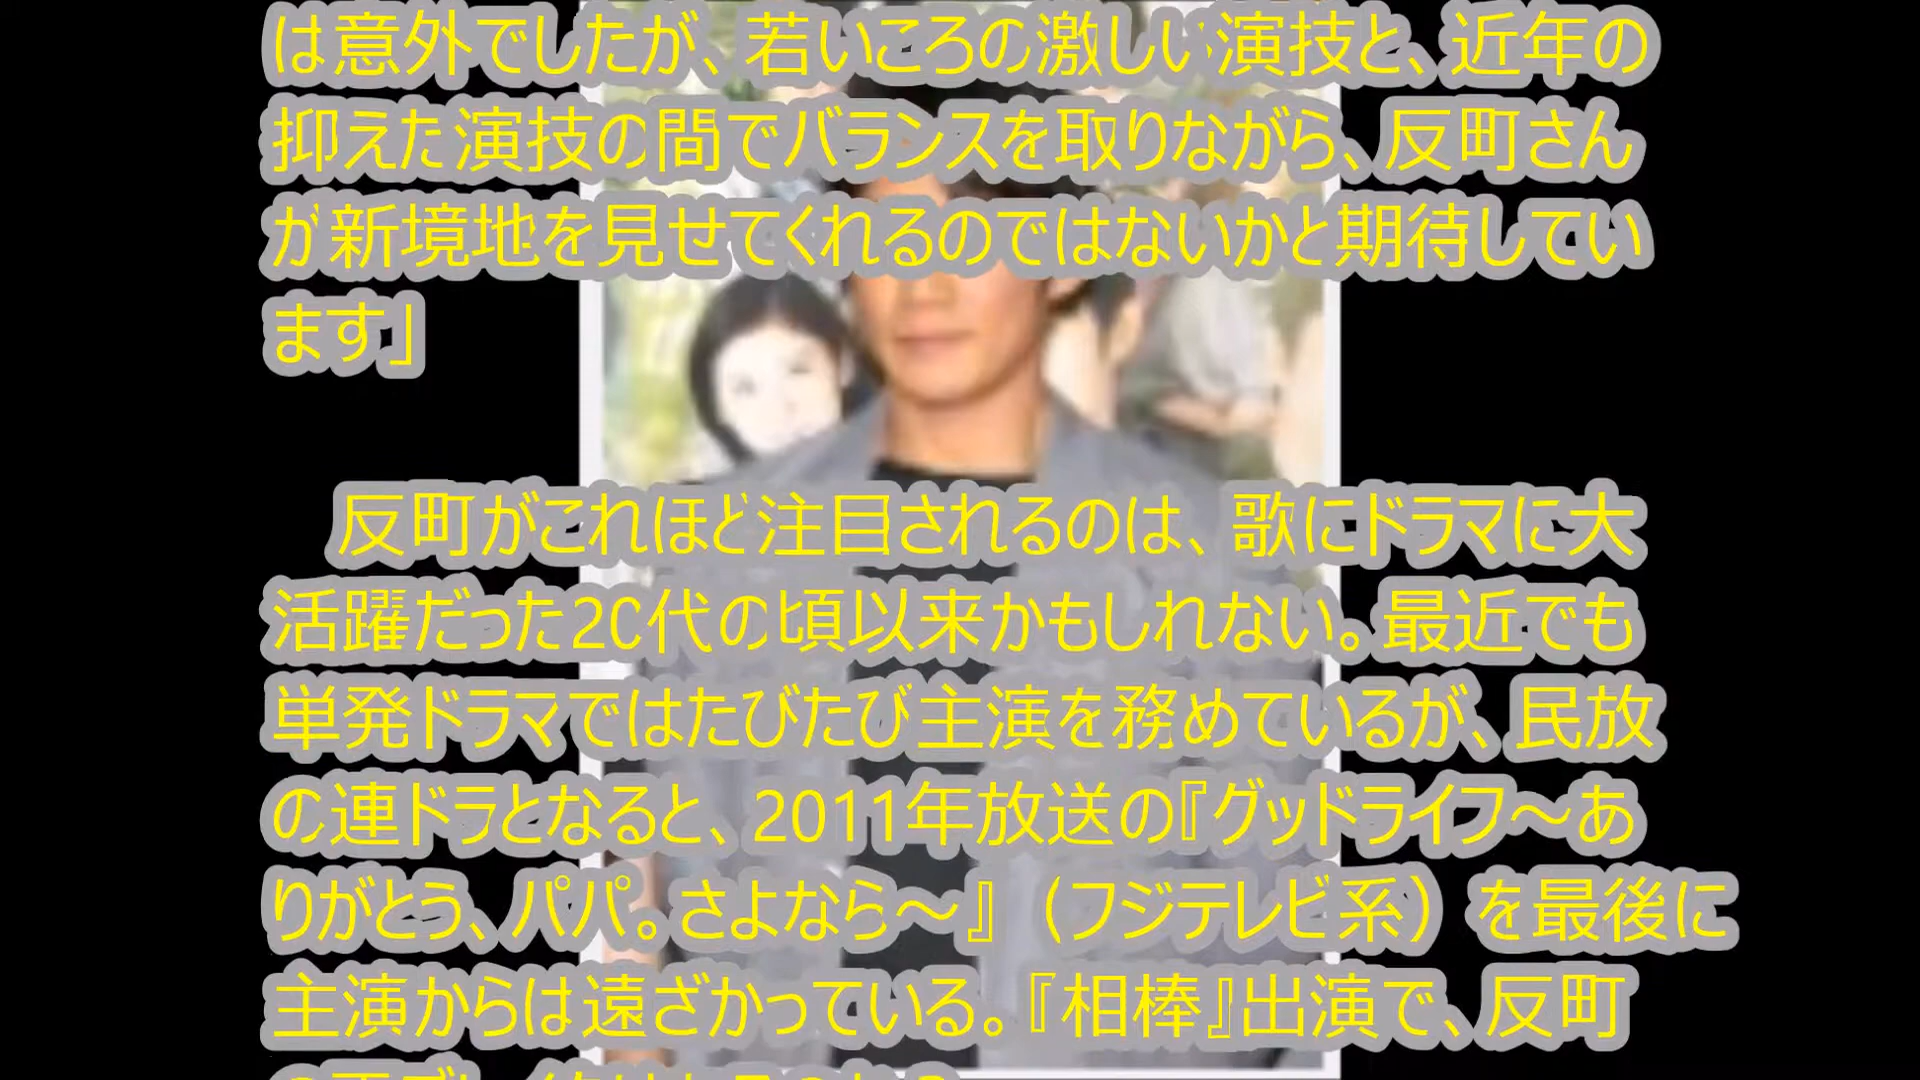 は意外でしたが、若いころの激しい演技と、近年の
抑えた演技の間でバランスを取りながら、反町さん
が新境地を見せてくれるのではないかと期待してい
ます」
反町がこれほど注目されるのは、歌にドラマに大
活躍だった20代の頃以来かもしれない。最近でも
単発ドラマではたびたび主演を務めているが、民放
の連ドラとなると、2011年放送の『グッドライフ〜あ
りがとう、パパ。さよなら〜』（フジテレビ系）を最後に
主演からは遠ざかっている。『相棒』出演で、反町